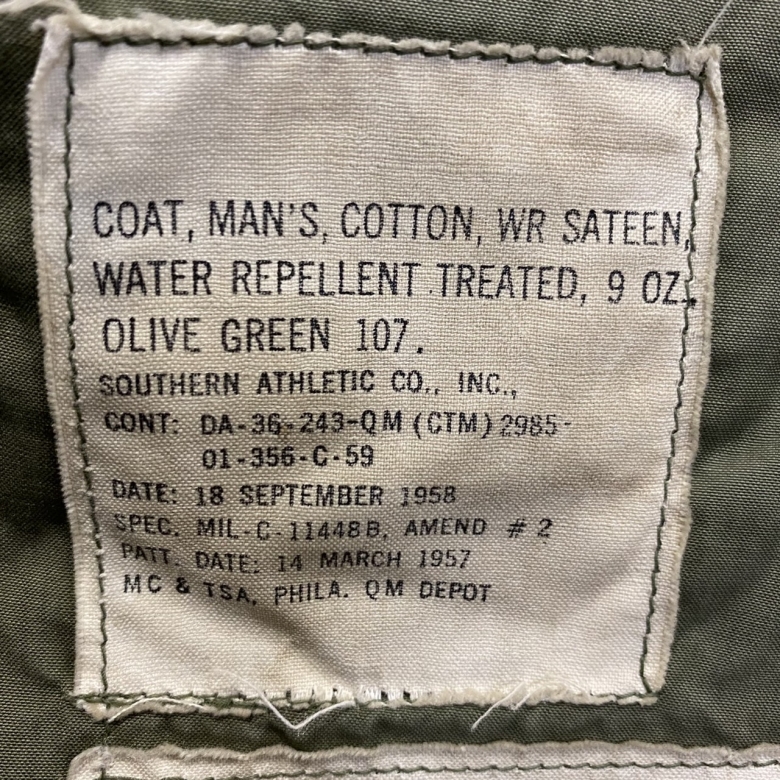 COAT, MAN'S, COTTON, WR SATEEN,
WATER REPELLENT TREATED, 9 OZ.,
OLIVE GREEN 107.
SOUTHERN ATHLETIC CO., INC.,
CONT: DA-36-243-QM (CTM) 2985-
01-356-C-59
DATE: 18 SEPTEMBER 1958
SPEC. MIL-C-11448B, AMEND # 2
PATT. DATE: 14 MARCH 1957
MC & TSA. PHILA. QM DEPOT